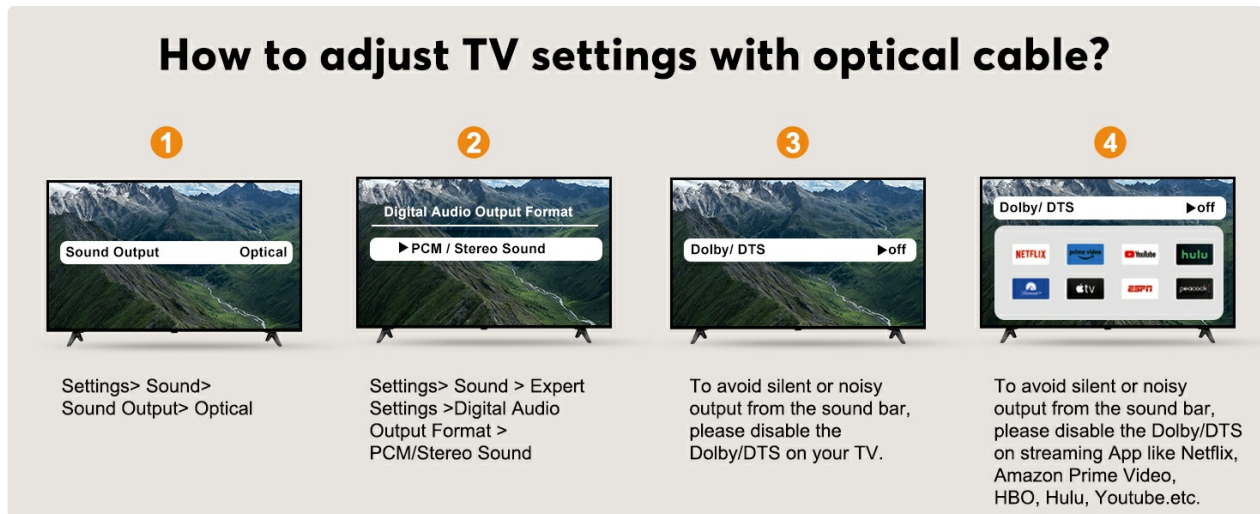 How to adjust TV settings with optical cable?
1
Sound Output Optical
Settings> Sound>
Sound Output> Optical
2
Digital Audio Output Format
▶PCM / Stereo Sound
Settings> Sound > Expert
Settings >Digital Audio
Output Format >
PCM/Stereo Sound
3
Dolby/ DTS ▶off
To avoid silent or noisy
output from the sound bar,
please disable the
Dolby/DTS on your TV.
4
Dolby/ DTS ▶off
NETFLIX prime video YouTube hulu
Paramount+ tv ESPN peacock
To avoid silent or noisy
output from the sound bar,
please disable the Dolby/DTS
on streaming App like Netflix,
Amazon Prime Video,
HBO, Hulu, Youtube.etc.